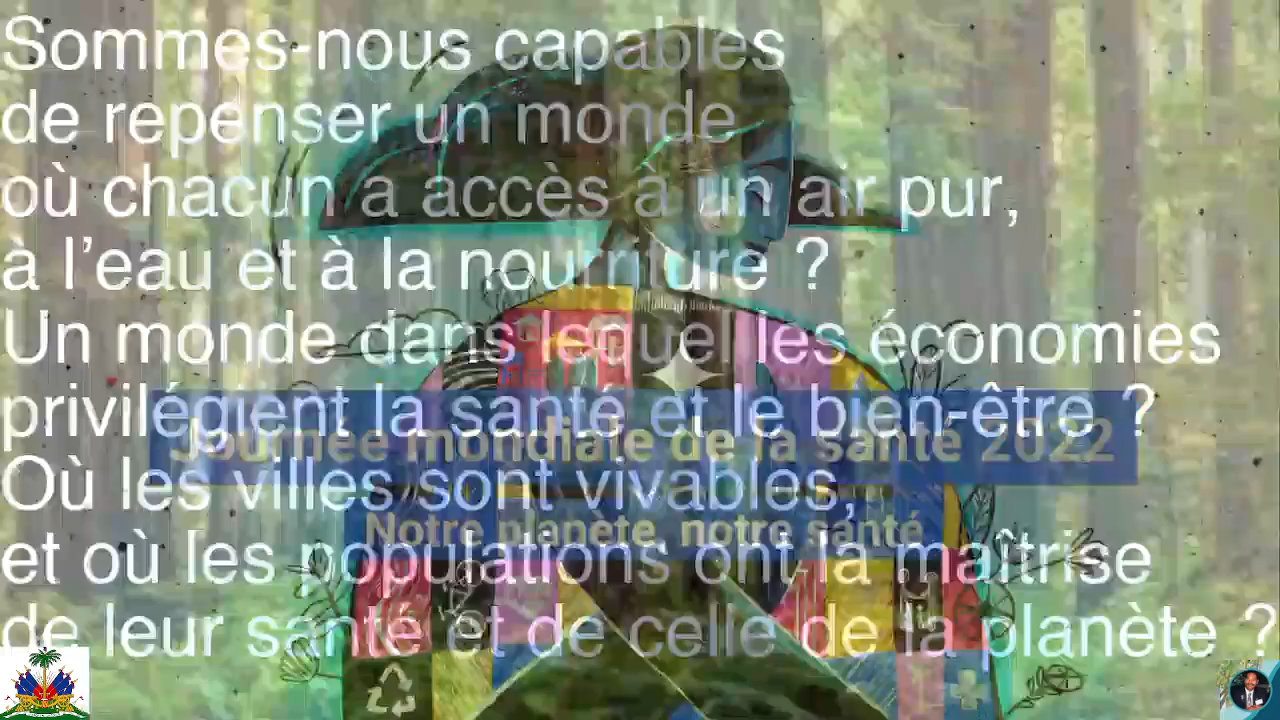 Sommes-nous capables
de repenser un monde
où chacun a accès à un air pur,
à l’eau et à la nourriture ?
Un monde dans lequel les économies
privilégient la santé et le bien-être ?
Journée mondiale de la santé 2022
Où les villes sont vivables,
Notre planète, notre santé
et où les populations ont la maîtrise
de leur santé et de celle de la planète ?